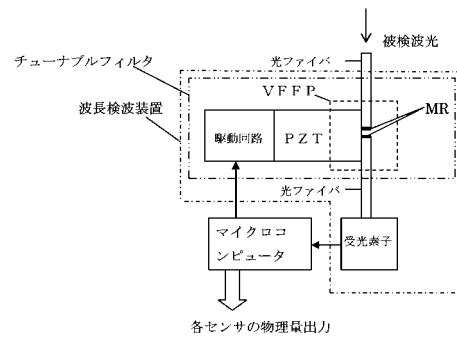 被検波光
光ファイバ
チューナブルフィルタ
VFFP
波長検波装置
MR
駆動回路
PZT
光ファイバ
マイクロコ
ンピュータ
受光素子
各センサの物理量出力